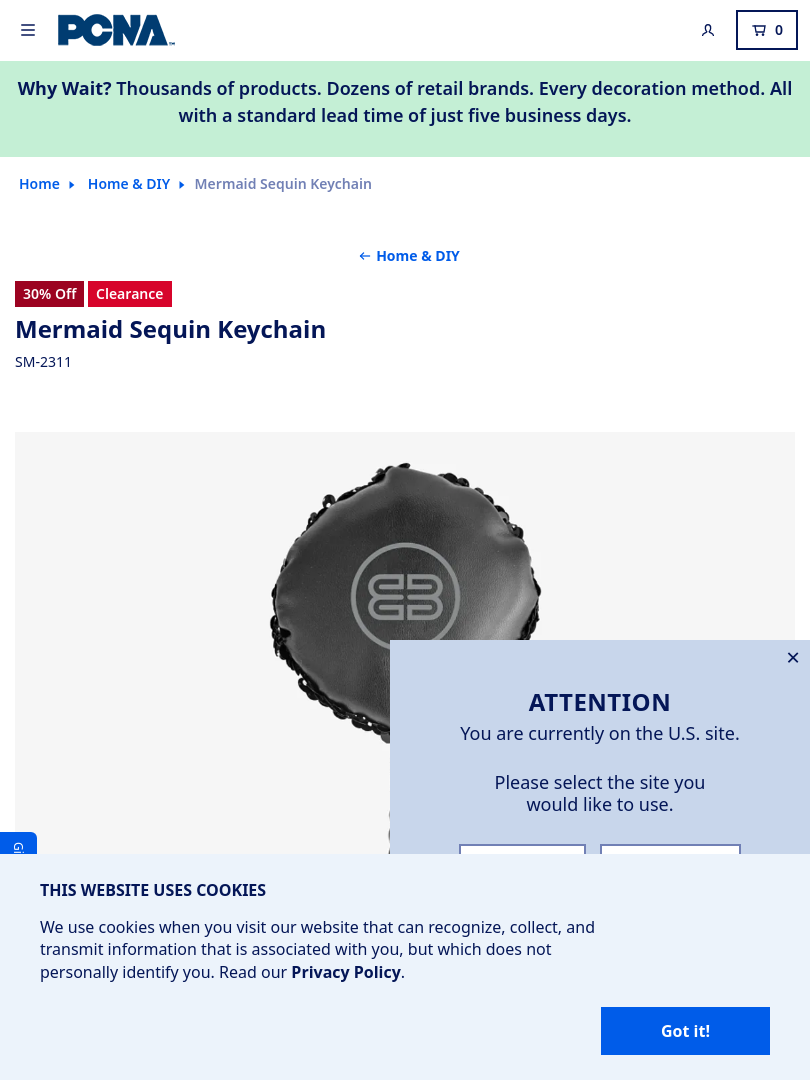 PCNA
0
Why Wait? Thousands of products. Dozens of retail brands. Every decoration method. All
with a standard lead time of just five business days.
Home
Home & DIY
Mermaid Sequin Keychain
Home & DIY
30% Off
Clearance
Mermaid Sequin Keychain
SM-2311
ATTENTION
You are currently on the U.S. site.
Please select the site you
would like to use.
THIS WEBSITE USES COOKIES
We use cookies when you visit our website that can recognize, collect, and
transmit information that is associated with you, but which does not
personally identify you. Read our Privacy Policy.
Got it!